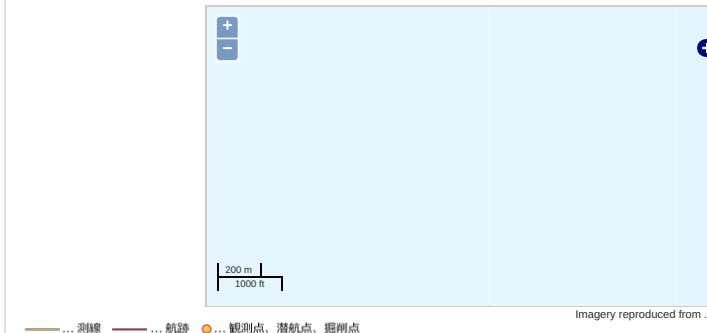 +
−
200 m
1000 ft
Imagery reproduced from .
... 測線 ... 航跡 ... 観測点、潜航点、掘削点